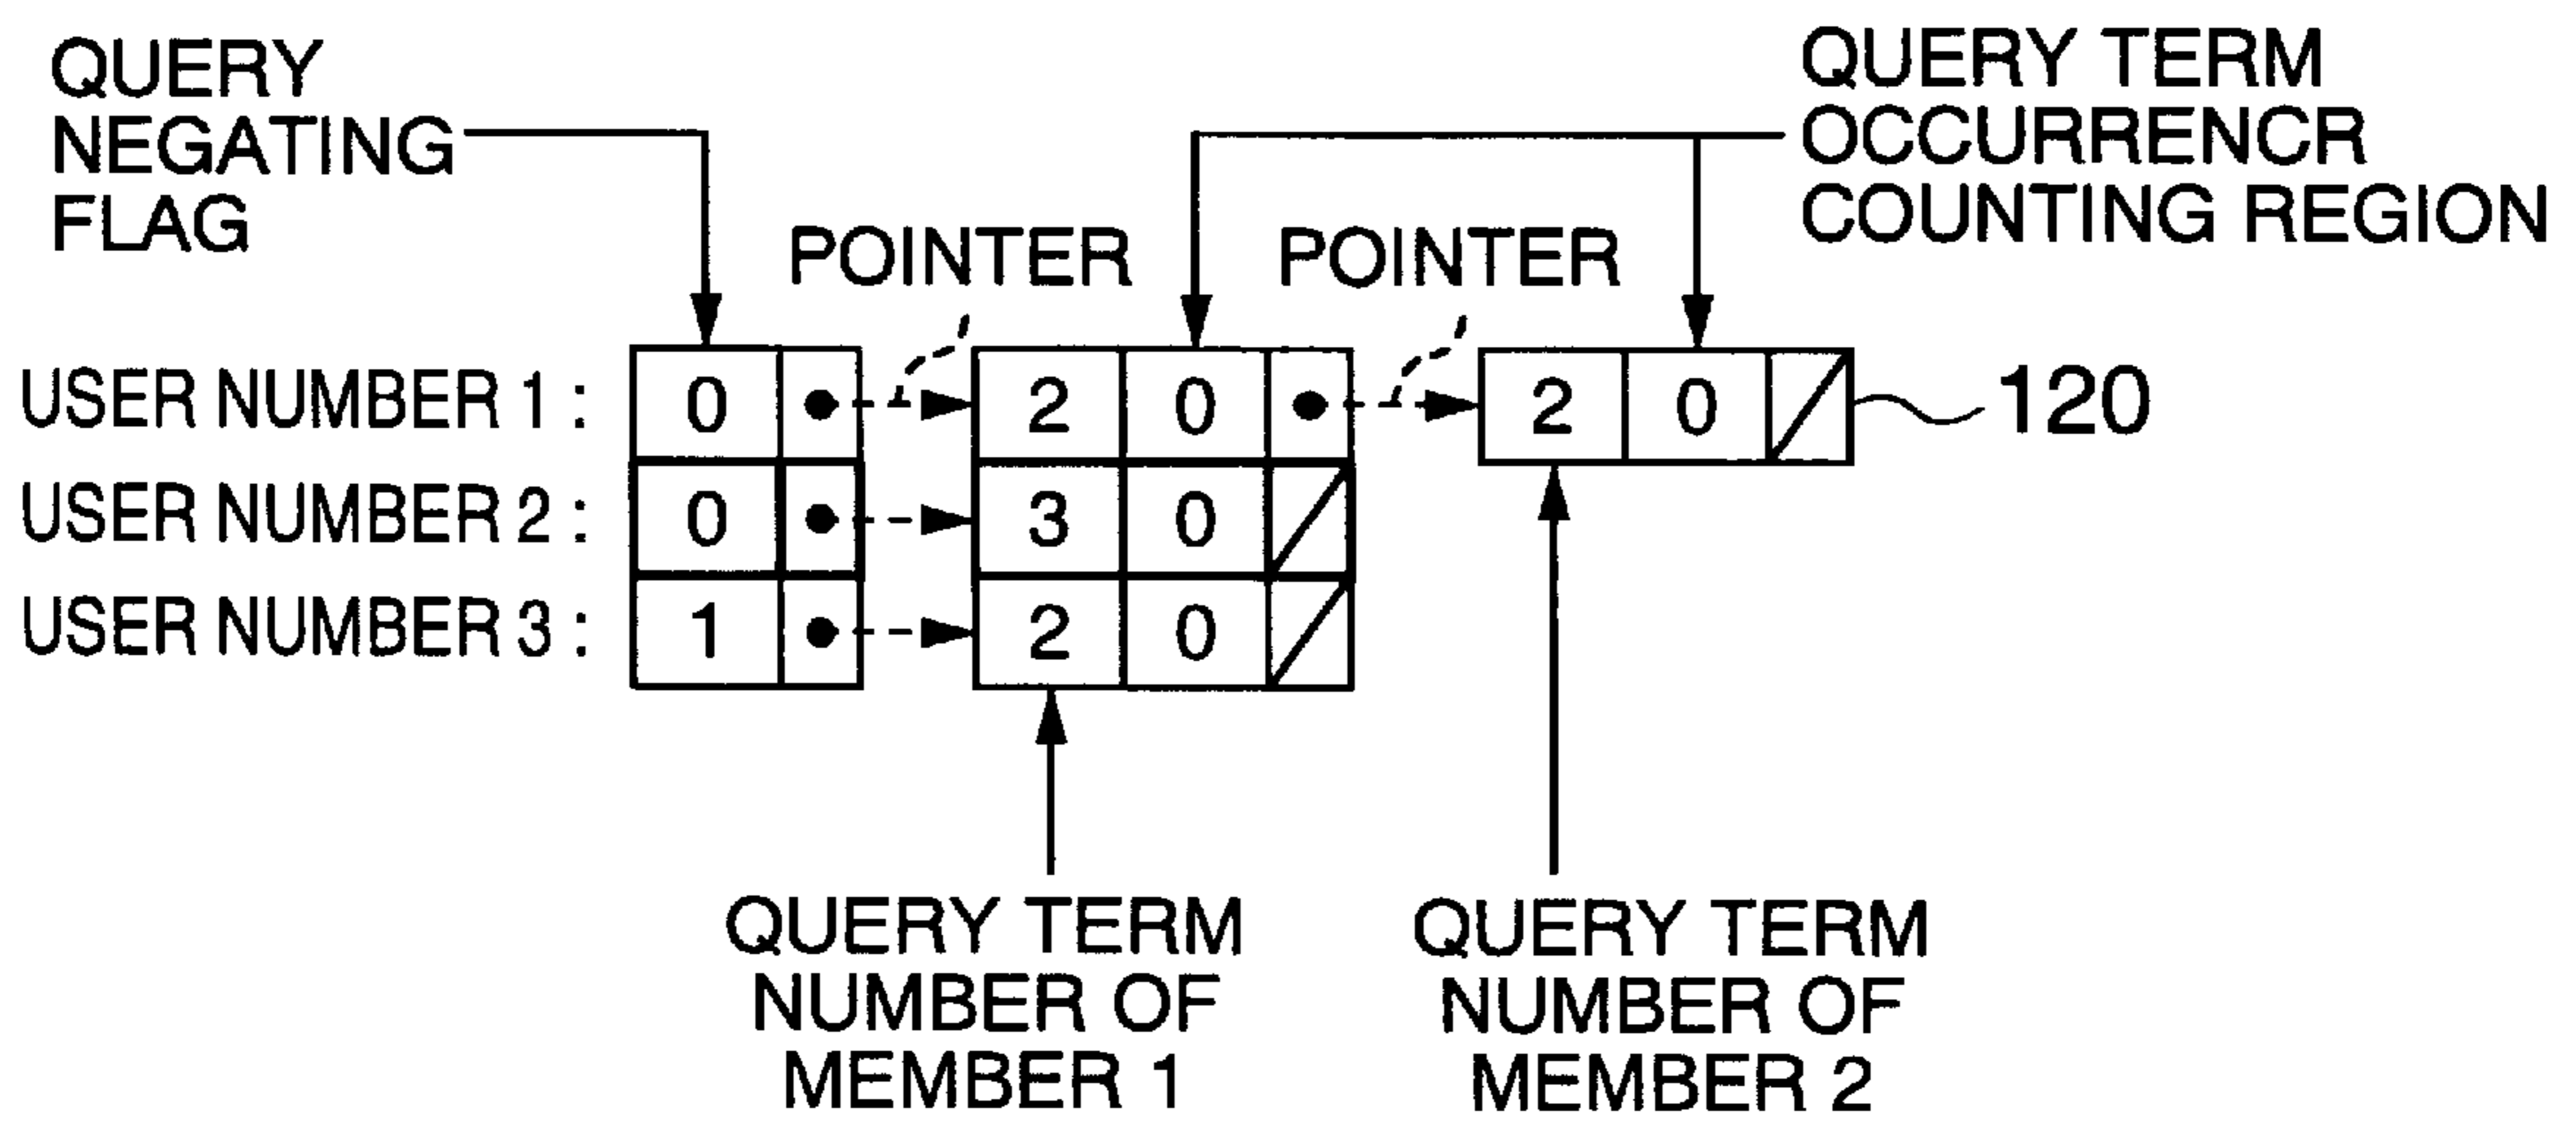 QUERY
NEGATING
FLAG
QUERY TERM
OCCURRENCR
COUNTING REGION
POINTER
POINTER
USER NUMBER 1 : 0 2 0 2 0 120
USER NUMBER 2 : 0 3 0
USER NUMBER 3 : 1 2 0
QUERY TERM
NUMBER OF
MEMBER 1
QUERY TERM
NUMBER OF
MEMBER 2